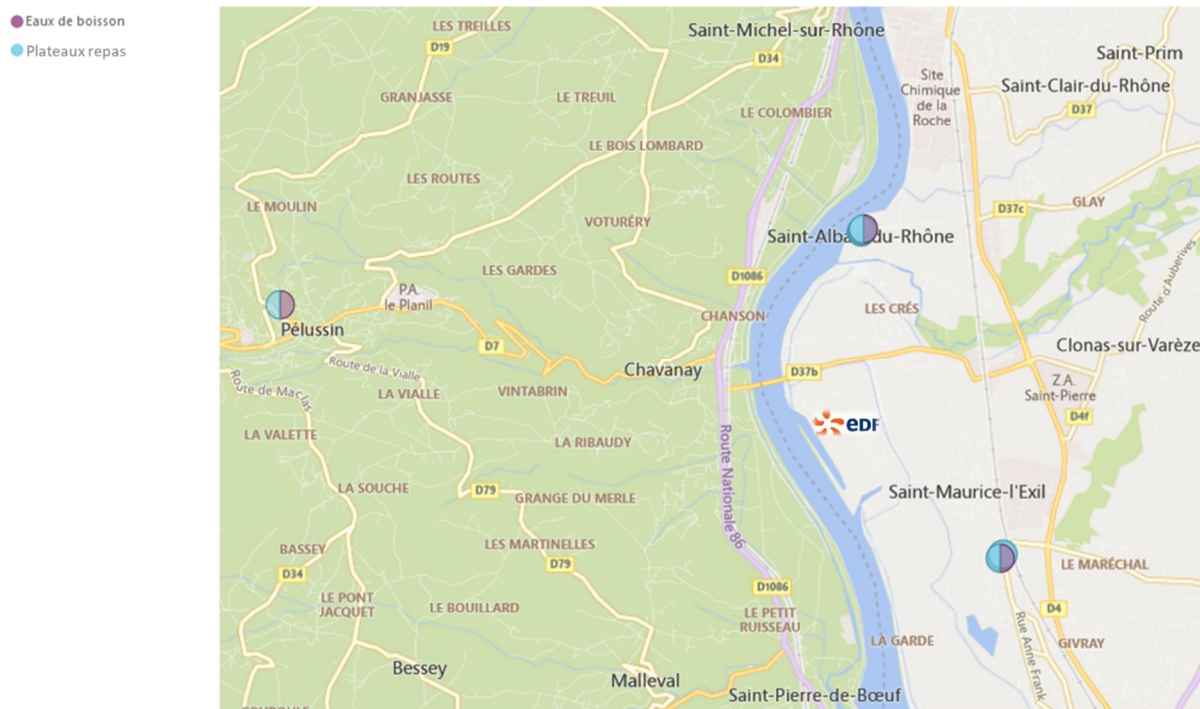 Eaux de boisson
Plateaux repas
LES TREILLES
Saint-Michel-sur-Rhône
D19
D34
Saint-Prim
Site
Chimique
de la
Roche
Saint-Clair-du-Rhône
GRANJASSE
LE TREUIL
LE COLOMBIER
D37
LE BOIS LOMBARD
LES ROUTES
LE MOULIN
VOTURÉRY
D37c
GLAY
Saint-Alba du-Rhône
LES GARDES
D1086
Route d'Auberives
P.A.
le Planil
LES CRÉS
CHANSON
Pélussin
D7
Clonas-sur-Varèze
Route de la Vialle
Chavanay
D37b
Route de Maclas
LA VIALLE
VINTABRIN
Z.A.
Saint-Pierre
D4f
eDF
LA VALETTE
LA RIBAUDY
Route Nationale 86
LA SOUCHE
D79
GRANGE DU MERLE
Saint-Maurice-l'Exil
BASSEY
LES MARTINELLES
D79
LE MARÉCHAL
D34
D1086
LE PONT
JACQUET
LE BOUILLARD
LE PETIT
RUISSEAU
D4
LA GARDE
Rue Anne Frank
GIVRAY
Bessey
Malleval
Saint-Pierre-de-Bœuf